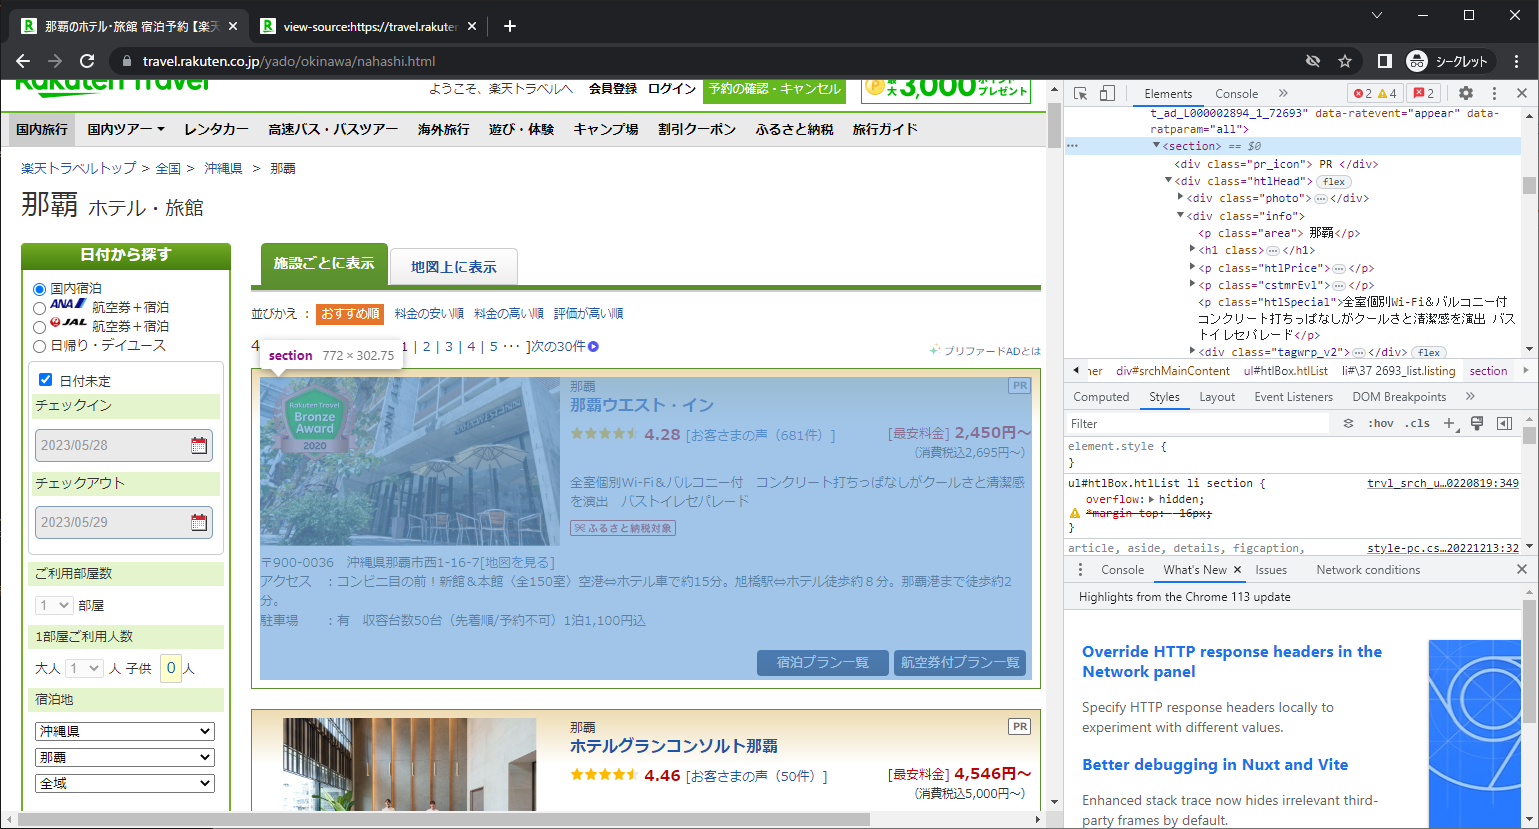 那覇のホテル・旅館 宿泊予約【楽天
view-source:https://travel.rakuten
travel.rakuten.co.jp/yado/okinawa/nahashi.html
シークレット
Rakuten Travel
ようこそ、楽天トラベルへ 会員登録 ログイン 予約の確認・キャンセル
最大 3,000 ポイント プレゼント
国内旅行 国内ツアー レンタカー 高速バス・バスツアー 海外旅行 遊び・体験 キャンプ場 割引クーポン ふるさと納税 旅行ガイド
楽天トラベルトップ > 全国 > 沖縄県 > 那覇
那覇 ホテル・旅館
日付から探す
国内宿泊
ANA 航空券＋宿泊
JAL 航空券＋宿泊
日帰り・デイユース
日付未定
チェックイン
2023/05/28
チェックアウト
2023/05/29
ご利用部屋数
1 部屋
1部屋ご利用人数
大人 1 人 子供 0 人
宿泊地
沖縄県
那覇
全域
施設ごとに表示 地図上に表示
並びかえ ： おすすめ順 料金の安い順 料金の高い順 評価が高い順
4
1 | 2 | 3 | 4 | 5 ･･･ ]次の30件
section 772 × 302.75
プリファードADとは
Rakuten Travel
Bronze
Award
2020
那覇 PR
那覇ウエスト・イン
4.28 [お客さまの声（681件）] [最安料金] 2,450円～
（消費税込2,695円～）
全室個別Wi-Fi＆バルコニー付　コンクリート打ちっぱなしがクールさと清潔感を演出　バストイレセパレード
ふるさと納税対象
〒900-0036　沖縄県那覇市西1-16-7[地図を見る]
アクセス　：コンビニ目の前！新館＆本館（全150室）空港⇔ホテル車で約15分。旭橋駅⇔ホテル徒歩約８分。那覇港まで徒歩約2
分。
駐車場　　：有　収容台数50台（先着順/予約不可）1泊1,100円込
宿泊プラン一覧 航空券付プラン一覧
那覇 PR
ホテルグランコンソルト那覇
4.46 [お客さまの声（50件）] [最安料金] 4,546円～
（消費税込5,000円～）
Elements Console » 2 4 2
t_ad_L000002894_1_72693" data-ratevent="appear" data-
ratparam="all">
<section> == $0
<div class="pr_icon"> PR </div>
<div class="htlHead"> flex
<div class="photo">…</div>
<div class="info">
<p class="area"> 那覇</p>
<h1 class>…</h1>
<p class="htlPrice">…</p>
<p class="cstmrEvl">…</p>
<p class="htlSpecial">全室個別Wi-Fi＆バルコニー付
コンクリート打ちっぱなしがクールさと清潔感を演出 バス
トイレセパレード</p>
<div class="tagwrp_v2">…</div> flex
ner div#srchMainContent ul#htlBox.htlList li#\37 2693_list.listing section
Computed Styles Layout Event Listeners DOM Breakpoints »
Filter :hov .cls
element.style {
}
ul#htlBox.htlList li section { trvl_srch_u…0220819:349
overflow: hidden;
*margin-top: -16px;
}
article, aside, details, figcaption, style-pc.cs…20221213:32
Console What's New Issues Network conditions
Highlights from the Chrome 113 update
Override HTTP response headers in the
Network panel
Specify HTTP response headers locally to
experiment with different values.
Better debugging in Nuxt and Vite
Enhanced stack trace now hides irrelevant third-
party frames by default.